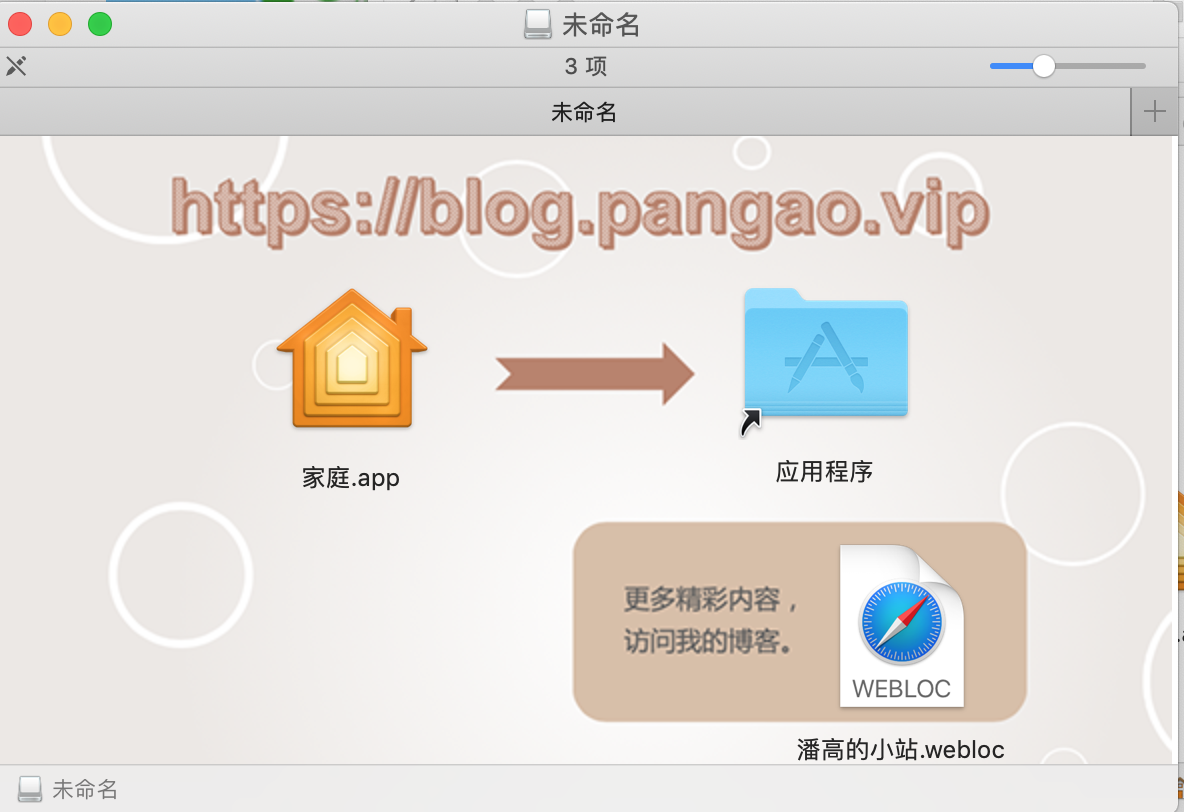 未命名
3 项
未命名
https://blog.pangao.vip
家庭.app
应用程序
更多精彩内容，
访问我的博客。
WEBLOC
潘高的小站.webloc
未命名